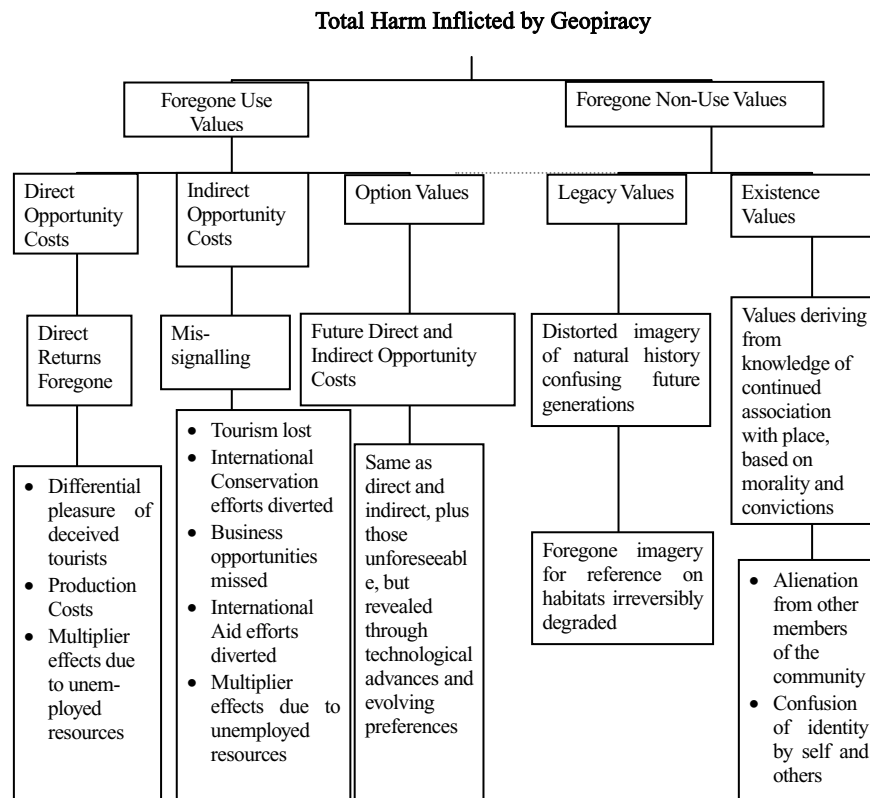 Total Harm Inflicted by Geopiracy
Foregone Use
Values
Foregone Non-Use Values
Direct
Opportunity
Costs
Indirect
Opportunity
Costs
Option Values
Legacy Values
Existence
Values
Direct
Returns
Foregone
Mis-
signalling
Future Direct and
Indirect Opportunity
Costs
Distorted imagery
of natural history
confusing future
generations
Values deriving
from
knowledge of
continued
association
with place,
based on
morality and
convictions
• Differential
pleasure of
deceived
tourists
• Production
Costs
• Multiplier
effects due
to unem-
ployed
resources
• Tourism lost
• International
Conservation
efforts diverted
• Business
opportunities
missed
• International
Aid efforts
diverted
• Multiplier
effects due to
unemployed
resources
Same as
direct and
indirect, plus
those
unforeseeabl
e, but
revealed
through
technological
advances and
evolving
preferences
Foregone imagery
for reference on
habitats irreversibly
degraded
• Alienation
from other
members
of the
community
• Confusion
of identity
by self and
others